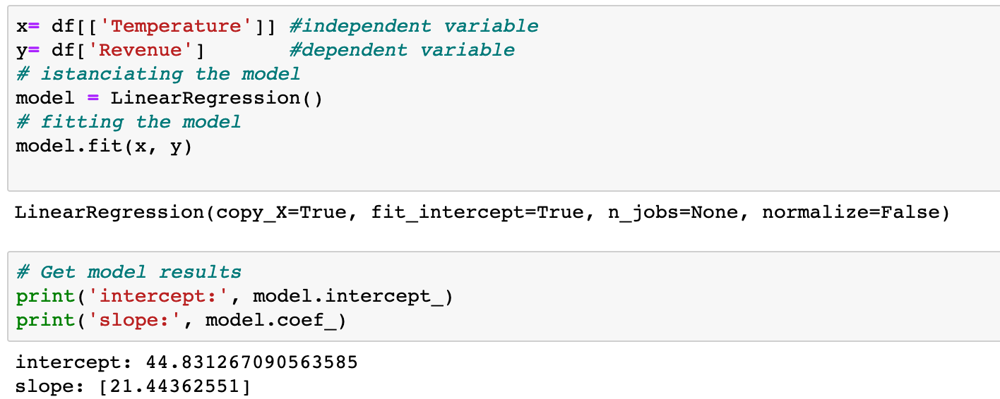 x= df[['Temperature']] #independent variable
y= df['Revenue']       #dependent variable
# istanciating the model
model = LinearRegression()
# fitting the model
model.fit(x, y)
LinearRegression(copy_X=True, fit_intercept=True, n_jobs=None, normalize=False)
# Get model results
print('intercept:', model.intercept_)
print('slope:', model.coef_)
intercept: 44.831267090563585
slope: [21.44362551]